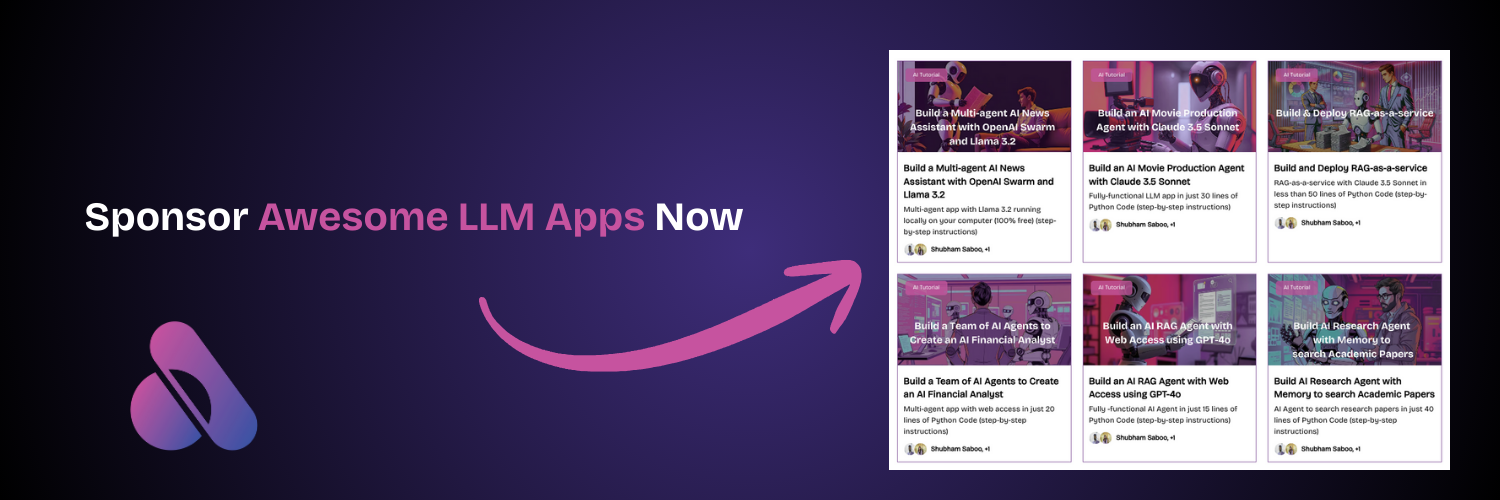 Sponsor Awesome LLM Apps Now
AI Tutorial
Build a Multi-agent AI News
Assistant with OpenAI Swarm
and Llama 3.2
Build a Multi-agent AI News
Assistant with OpenAI Swarm and
Llama 3.2
Multi-agent app with Llama 3.2 running
locally on your computer (100% free) (step-
by-step instructions)
Shubham Saboo, +1
AI Tutorial
Build an AI Movie Production
Agent with Claude 3.5 Sonnet
Build an AI Movie Production Agent
with Claude 3.5 Sonnet
Fully-functional LLM app in just 30 lines of
Python Code (step-by-step instructions)
Shubham Saboo, +1
AI Tutorial
Build & Deploy RAG-as-a-service
Build and Deploy RAG-as-a-service
RAG-as-a-service with Claude 3.5 Sonnet in
less than 50 lines of Python Code (step-by-
step instructions)
Shubham Saboo, +1
AI Tutorial
Build a Team of AI Agents to
Create an AI Financial Analyst
Build a Team of AI Agents to Create
an AI Financial Analyst
Multi-agent app with web access in just 20
lines of Python Code (step-by-step
instructions)
Shubham Saboo, +1
AI Tutorial
Build an AI RAG Agent with
Web Access using GPT-4o
Build an AI RAG Agent with Web
Access using GPT-4o
Fully -functional AI Agent in just 15 lines of
Python Code (step-by-step instructions)
Shubham Saboo, +1
AI Tutorial
Build AI Research Agent
with Memory to
search Academic Papers
Build AI Research Agent with
Memory to search Academic Papers
AI Agent to search research papers in just 40
lines of Python Code (step-by-step
instructions)
Shubham Saboo, +1